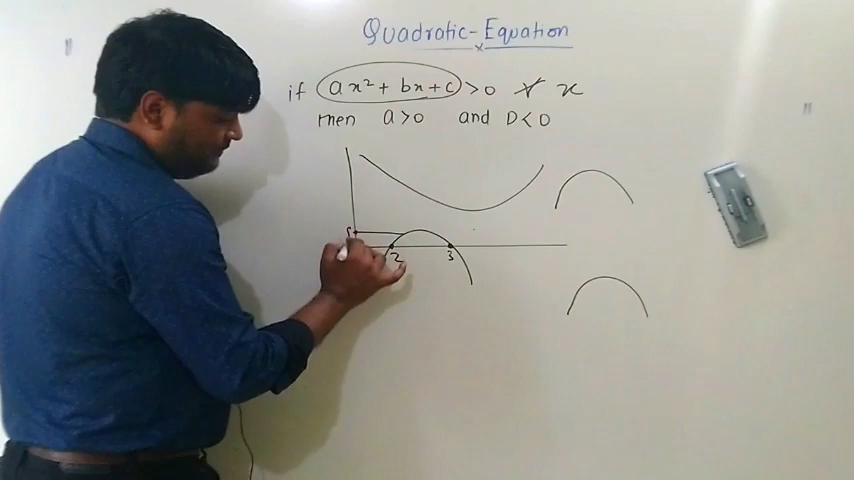 Quadratic-Equation
x
if ax² + bx + c > 0 ∀ x
then a > 0 and D < 0
2 3